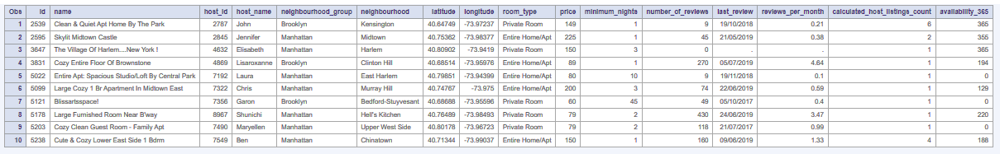 Obs id name host_id host_name neighbourhood_group neighbourhood latitude longitude room_type price minimum_nights number_of_reviews last_review reviews_per_month calculated_host_listings_count availability_365
1 2539 Clean & Quiet Apt Home By The Park 2787 John Brooklyn Kensington 40.64749 -73.97237 Private Room 149 1 9 19/10/2018 0.21 6 365
2 2595 Skylit Midtown Castle 2845 Jennifer Manhattan Midtown 40.75362 -73.98377 Entire Home/Apt 225 1 45 21/05/2019 0.38 2 355
3 3647 The Village Of Harlem....New York ! 4632 Elisabeth Manhattan Harlem 40.80902 -73.9419 Private Room 150 3 0 . . 1 365
4 3831 Cozy Entire Floor Of Brownstone 4869 Lisaroxanne Brooklyn Clinton Hill 40.68514 -73.95976 Entire Home/Apt 89 1 270 05/07/2019 4.64 1 194
5 5022 Entire Apt: Spacious Studio/Loft By Central Park 7192 Laura Manhattan East Harlem 40.79851 -73.94399 Entire Home/Apt 80 10 9 19/11/2018 0.1 1 0
6 5099 Large Cozy 1 Br Apartment In Midtown East 7322 Chris Manhattan Murray Hill 40.74767 -73.975 Entire Home/Apt 200 3 74 22/06/2019 0.59 1 129
7 5121 Blissartsspace! 7356 Garon Brooklyn Bedford-Stuyvesant 40.68688 -73.95596 Private Room 60 45 49 05/10/2017 0.4 1 0
8 5178 Large Furnished Room Near B'way 8967 Shunichi Manhattan Hell's Kitchen 40.76489 -73.98493 Private Room 79 2 430 24/06/2019 3.47 1 220
9 5203 Cozy Clean Guest Room - Family Apt 7490 Maryellen Manhattan Upper West Side 40.80178 -73.96723 Private Room 79 2 118 21/07/2017 0.99 1 0
10 5238 Cute & Cozy Lower East Side 1 Bdrm 7549 Ben Manhattan Chinatown 40.71344 -73.99037 Entire Home/Apt 150 1 160 09/06/2019 1.33 4 188